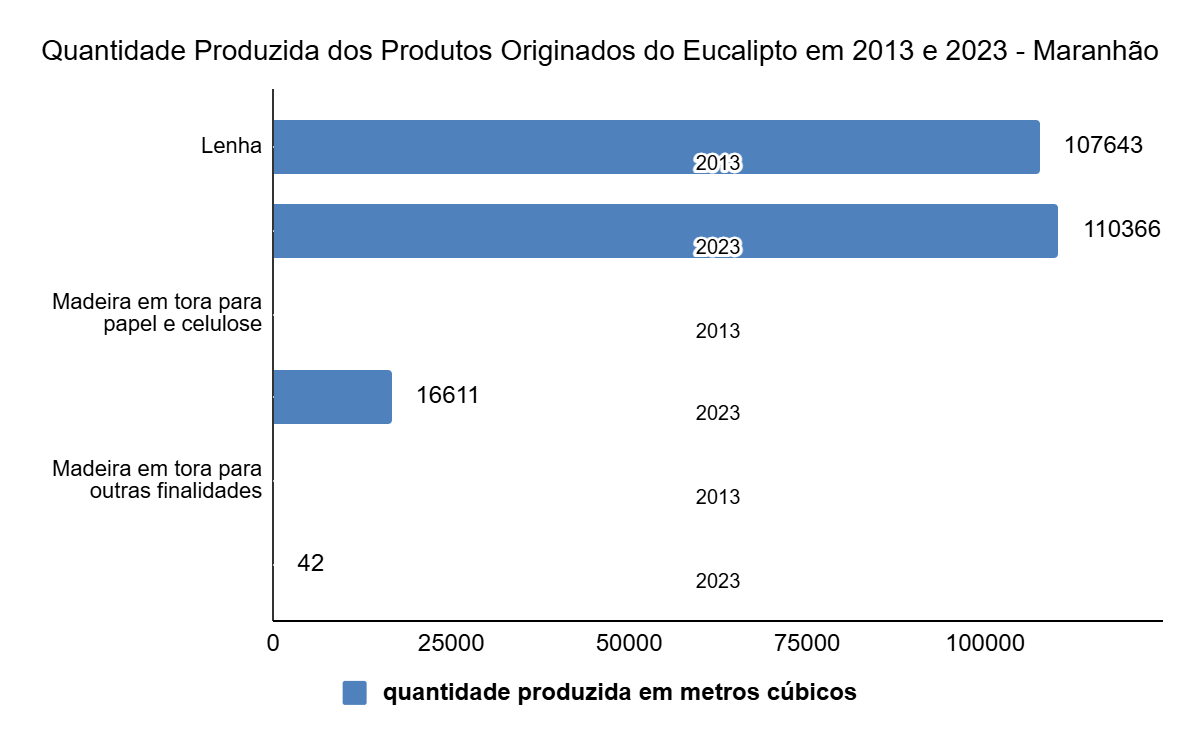 Quantidade Produzida dos Produtos Originados do Eucalipto em 2013 e 2023 - Maranhão
Lenha
107643
2013
110366
2023
Madeira em tora para
papel e celulose
2013
16611
2023
Madeira em tora para
outras finalidades
2013
42
2023
0 25000 50000 75000 100000
quantidade produzida em metros cúbicos